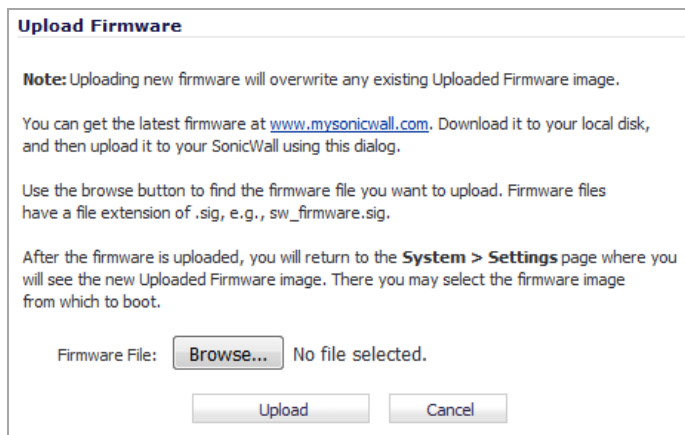 Upload Firmware
Note: Uploading new firmware will overwrite any existing Uploaded Firmware image.
You can get the latest firmware at www.mysonicwall.com. Download it to your local disk,
and then upload it to your SonicWall using this dialog.
Use the browse button to find the firmware file you want to upload. Firmware files
have a file extension of .sig, e.g., sw_firmware.sig.
After the firmware is uploaded, you will return to the System > Settings page where you
will see the new Uploaded Firmware image. There you may select the firmware image
from which to boot.
Firmware File: Browse... No file selected.
Upload Cancel